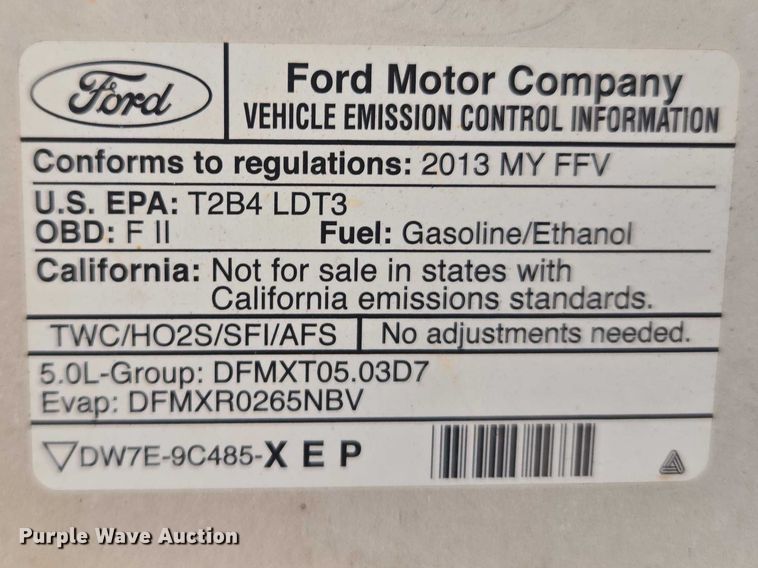 Ford
Ford Motor Company
VEHICLE EMISSION CONTROL INFORMATION
Conforms to regulations: 2013 MY FFV
U.S. EPA: T2B4 LDT3
OBD: F II Fuel: Gasoline/Ethanol
California: Not for sale in states with
California emissions standards.
TWC/HO2S/SFI/AFS No adjustments needed.
5.0L-Group: DFMXT05.03D7
Evap: DFMXR0265NBV
▽DW7E-9C485-X E P
Purple Wave Auction